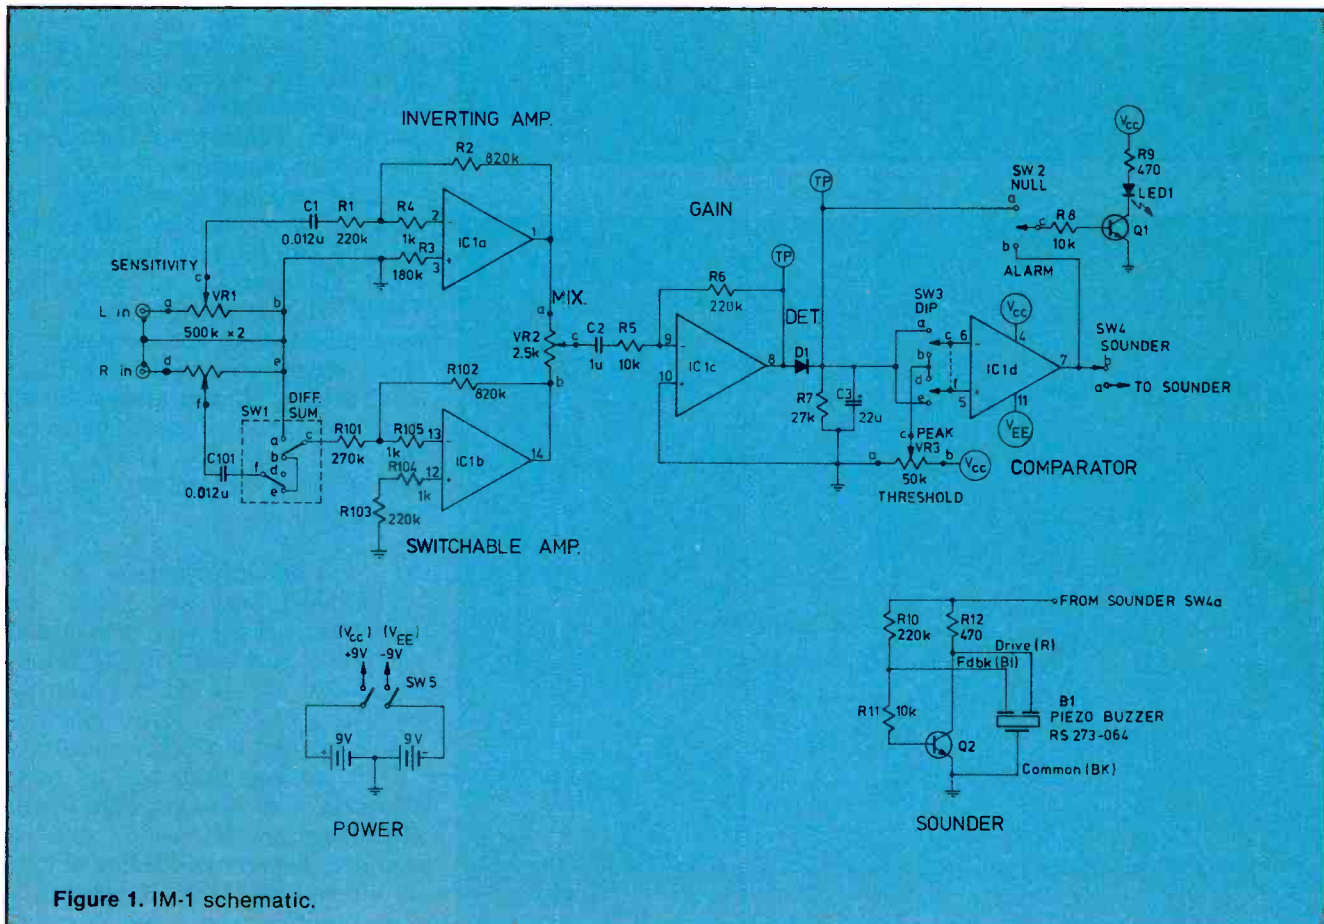 INVERTING AMP.
R2
820k
C1
0.012u
R1
220k
R4
1k
2
−
IC1a
1
R3
180k
3
+
SENSITIVITY
c
L in
a
VR1
b
500k x 2
R in
d
e
f
C101
0.012u
SW1
DIFF.
SUM
a
b
c
d
e
f
R101
270k
R102
820k
R105
1k
13
−
IC1b
14
R104
1k
12
+
R103
220k
SWITCHABLE AMP.
MIX.
a
VR2
2.5k
c
b
C2
1u
R5
10k
GAIN
R6
220k
9
−
IC1c
8
10
+
TP
DET.
D1
TP
R7
27k
C3
+
22u
SW3
DIP
a
b
c
d
e
f
PEAK
c
VR3
a
b
50k
THRESHOLD
VCC
6
−
IC1d
5
+
VCC
4
7
11
VEE
COMPARATOR
SW2
NULL
a
c
b
ALARM
R8
10k
VCC
R9
470
LED1
Q1
SW4
SOUNDER
b
a
TO SOUNDER
(VCC) (VEE)
+9V -9V
SW5
9V
+
9V
−
POWER
FROM SOUNDER SW4a
R10
220k
R12
470
Drive (R)
Fdbk (Bl)
R11
10k
Q2
B1
PIEZO BUZZER
RS 273-064
Common (BK)
SOUNDER
Figure 1. IM-1 schematic.